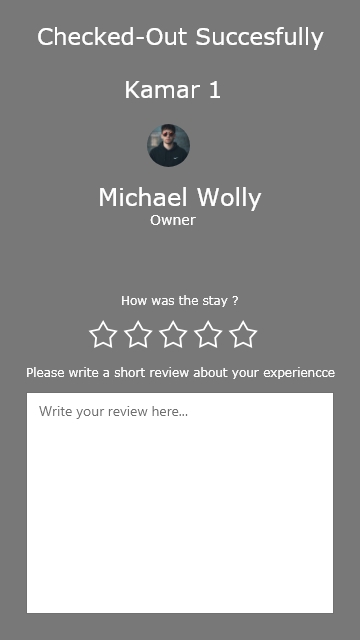 Checked-Out Succesfully
Kamar 1
Michael Wolly
Owner
How was the stay ?
Please write a short review about your experiencce
Write your review here...